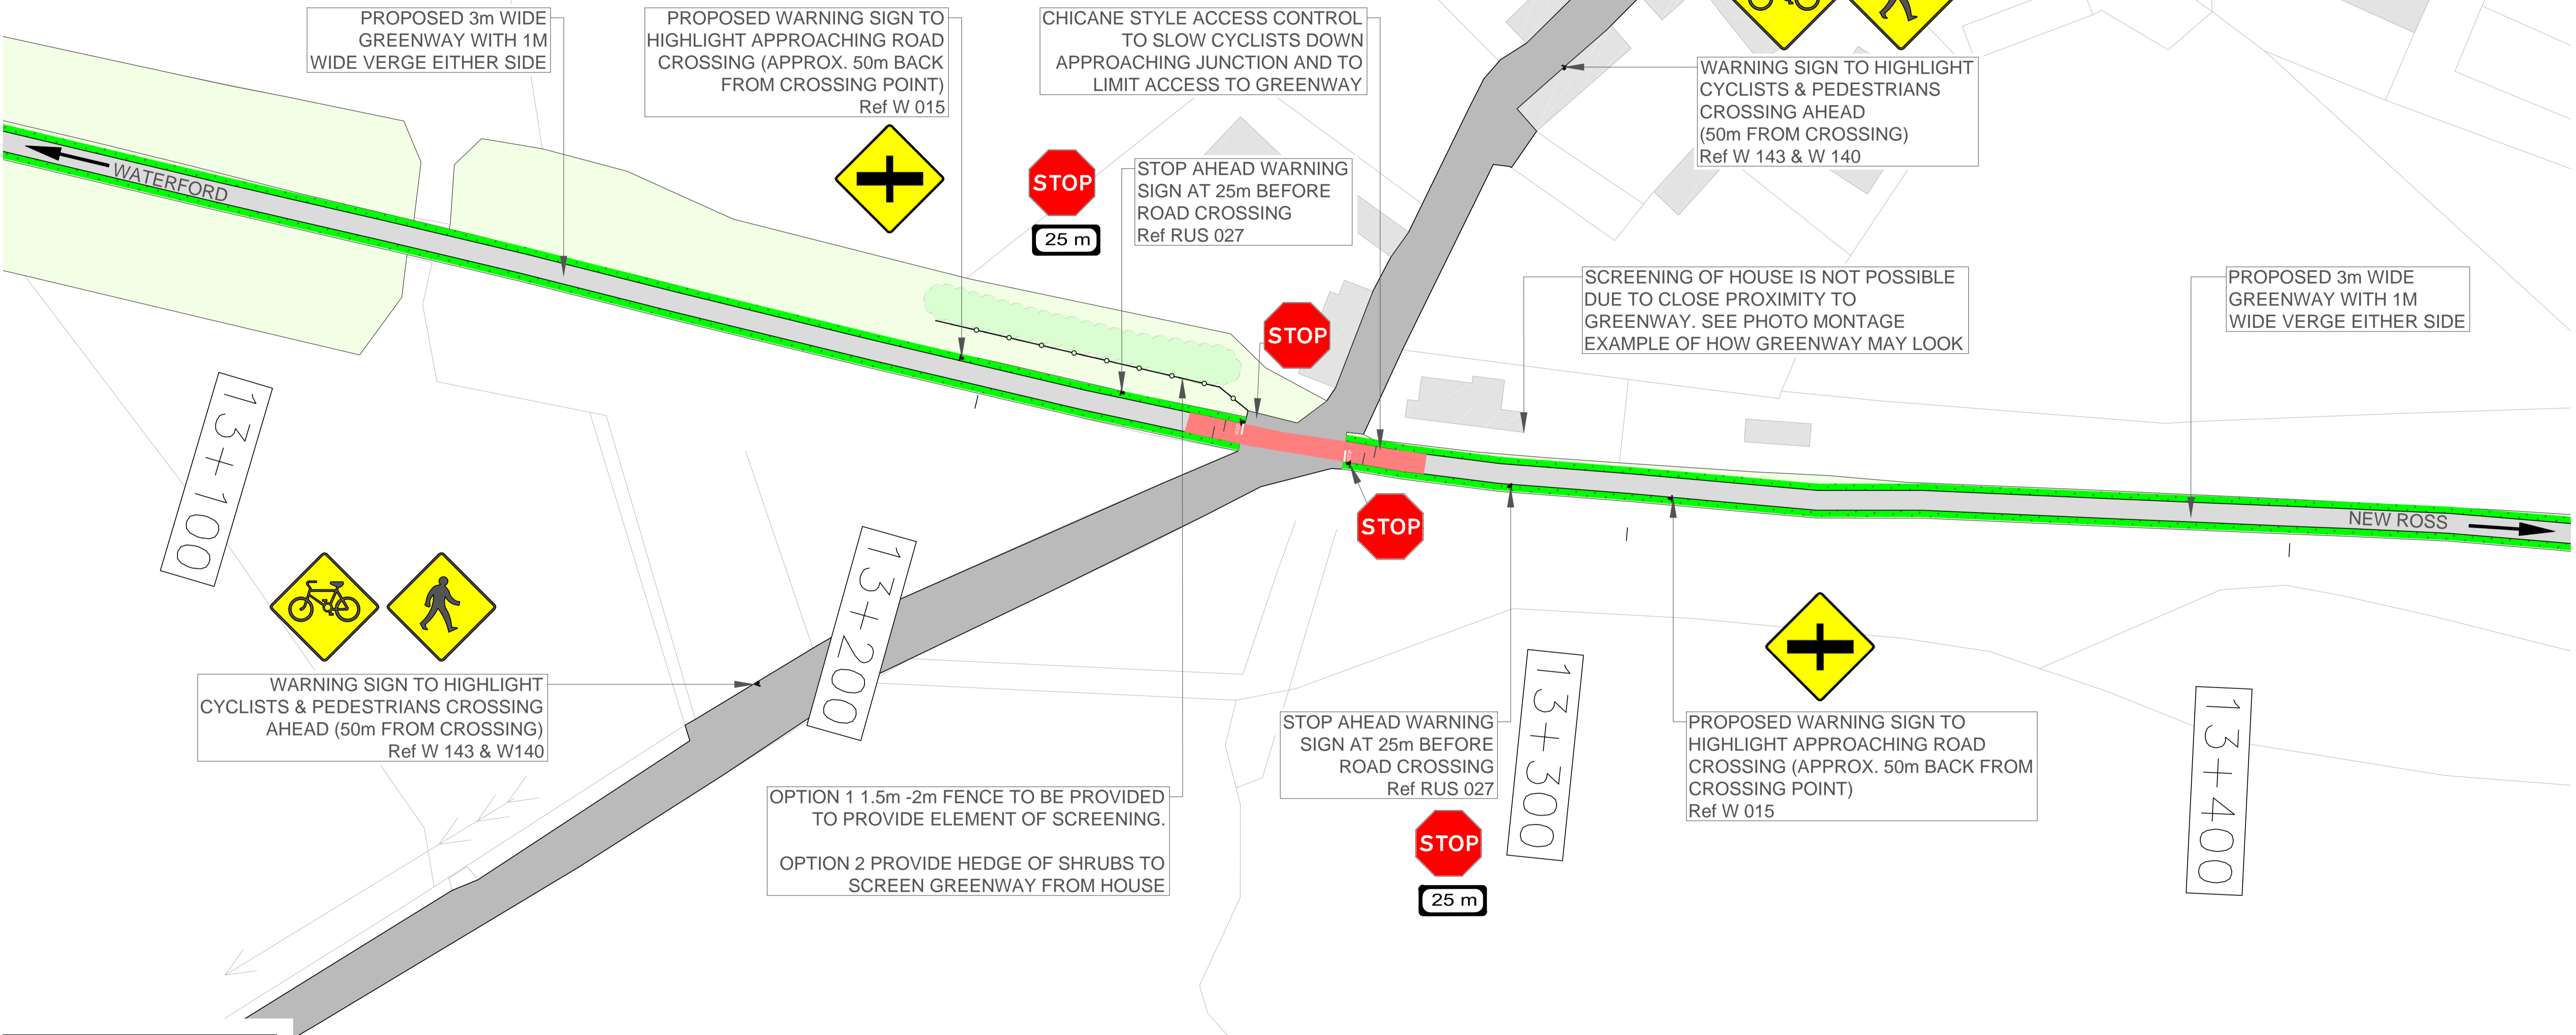 PROPOSED 3m WIDE
GREENWAY WITH 1M
WIDE VERGE EITHER SIDE
PROPOSED WARNING SIGN TO
HIGHLIGHT APPROACHING ROAD
CROSSING (APPROX. 50m BACK
FROM CROSSING POINT)
Ref W 015
CHICANE STYLE ACCESS CONTROL
TO SLOW CYCLISTS DOWN
APPROACHING JUNCTION AND TO
LIMIT ACCESS TO GREENWAY
WARNING SIGN TO HIGHLIGHT
CYCLISTS & PEDESTRIANS
CROSSING AHEAD
(50m FROM CROSSING)
Ref W 143 & W 140
WATERFORD
STOP
25 m
STOP AHEAD WARNING
SIGN AT 25m BEFORE
ROAD CROSSING
Ref RUS 027
STOP
SCREENING OF HOUSE IS NOT POSSIBLE
DUE TO CLOSE PROXIMITY TO
GREENWAY. SEE PHOTO MONTAGE
EXAMPLE OF HOW GREENWAY MAY LOOK
PROPOSED 3m WIDE
GREENWAY WITH 1M
WIDE VERGE EITHER SIDE
13+100
STOP
NEW ROSS
13+200
WARNING SIGN TO HIGHLIGHT
CYCLISTS & PEDESTRIANS CROSSING
AHEAD (50m FROM CROSSING)
Ref W 143 & W140
OPTION 1 1.5m -2m FENCE TO BE PROVIDED
TO PROVIDE ELEMENT OF SCREENING.
OPTION 2 PROVIDE HEDGE OF SHRUBS TO
SCREEN GREENWAY FROM HOUSE
STOP AHEAD WARNING
SIGN AT 25m BEFORE
ROAD CROSSING
Ref RUS 027
STOP
25 m
13+300
PROPOSED WARNING SIGN TO
HIGHLIGHT APPROACHING ROAD
CROSSING (APPROX. 50m BACK FROM
CROSSING POINT)
Ref W 015
13+400